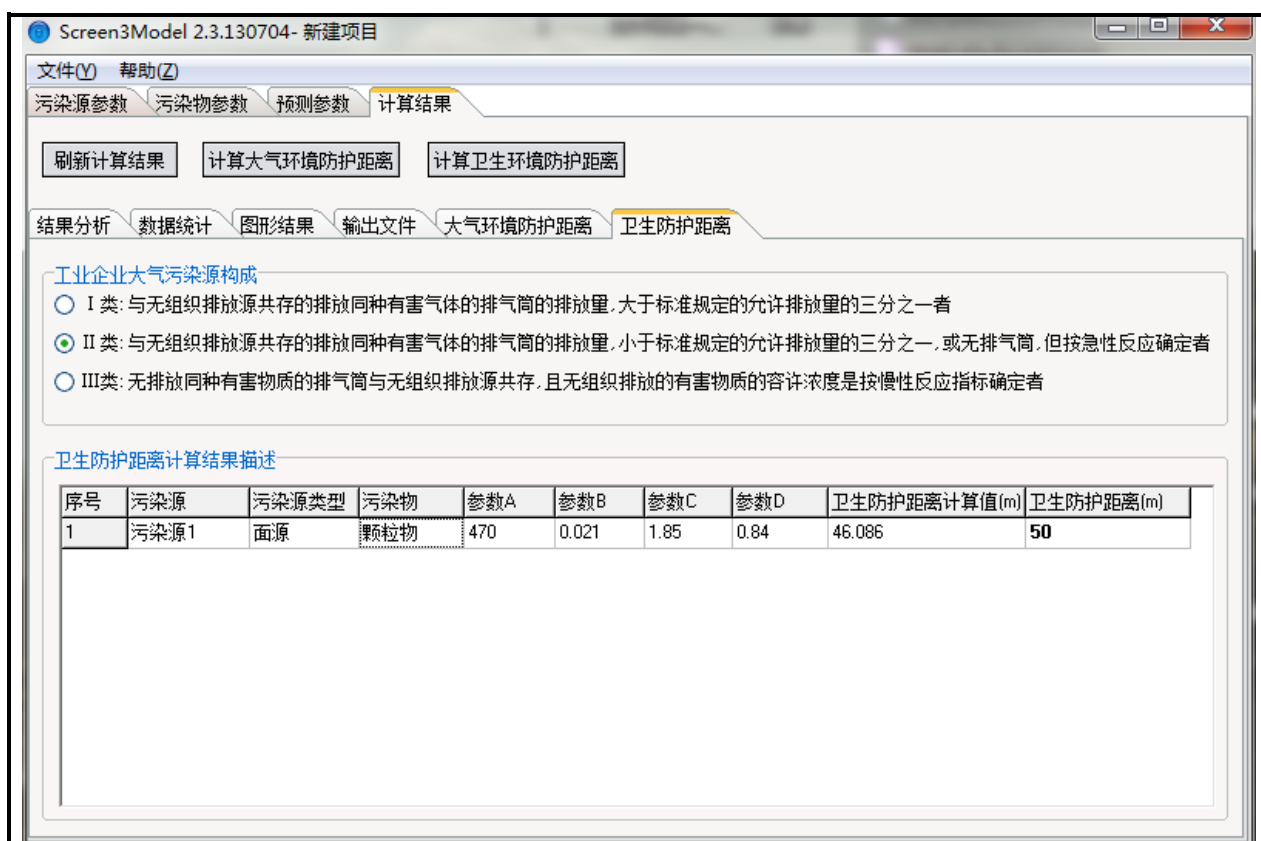 Screen3Model 2.3.130704- 新建项目
文件(Y) 帮助(Z)
污染源参数 污染物参数 预测参数 计算结果
刷新计算结果 计算大气环境防护距离 计算卫生环境防护距离
结果分析 数据统计 图形结果 输出文件 大气环境防护距离 卫生防护距离
工业企业大气污染源构成
I 类: 与无组织排放源共存的排放同种有害气体的排气筒的排放量,大于标准规定的允许排放量的三分之一者
II 类: 与无组织排放源共存的排放同种有害气体的排气筒的排放量,小于标准规定的允许排放量的三分之一,或无排气筒,但按急性反应确定者
III类: 无排放同种有害物质的排气筒与无组织排放源共存,且无组织排放的有害物质的容许浓度是按慢性反应指标确定者
卫生防护距离计算结果描述
序号 污染源 污染源类型 污染物 参数A 参数B 参数C 参数D 卫生防护距离计算值(m) 卫生防护距离(m)
1 污染源1 面源 颗粒物 470 0.021 1.85 0.84 46.086 50